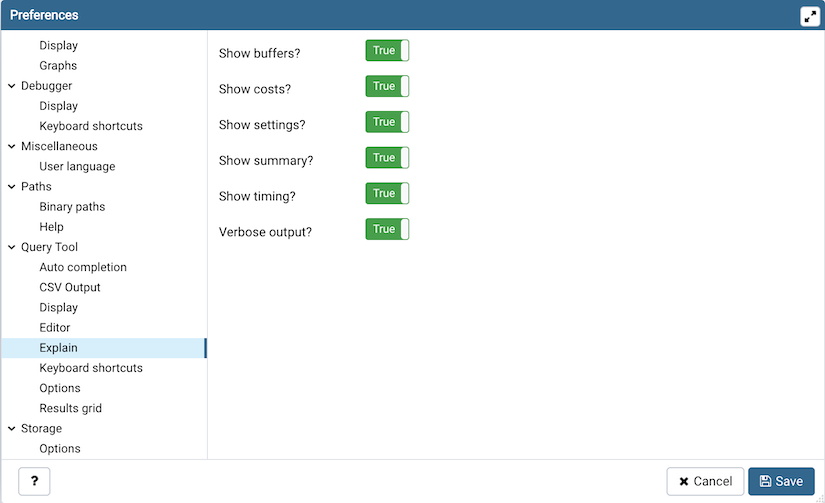 Preferences
Display
Graphs
Debugger
Display
Keyboard shortcuts
Miscellaneous
User language
Paths
Binary paths
Help
Query Tool
Auto completion
CSV Output
Display
Editor
Explain
Keyboard shortcuts
Options
Results grid
Storage
Options
Show buffers? True
Show costs? True
Show settings? True
Show summary? True
Show timing? True
Verbose output? True
? Cancel Save